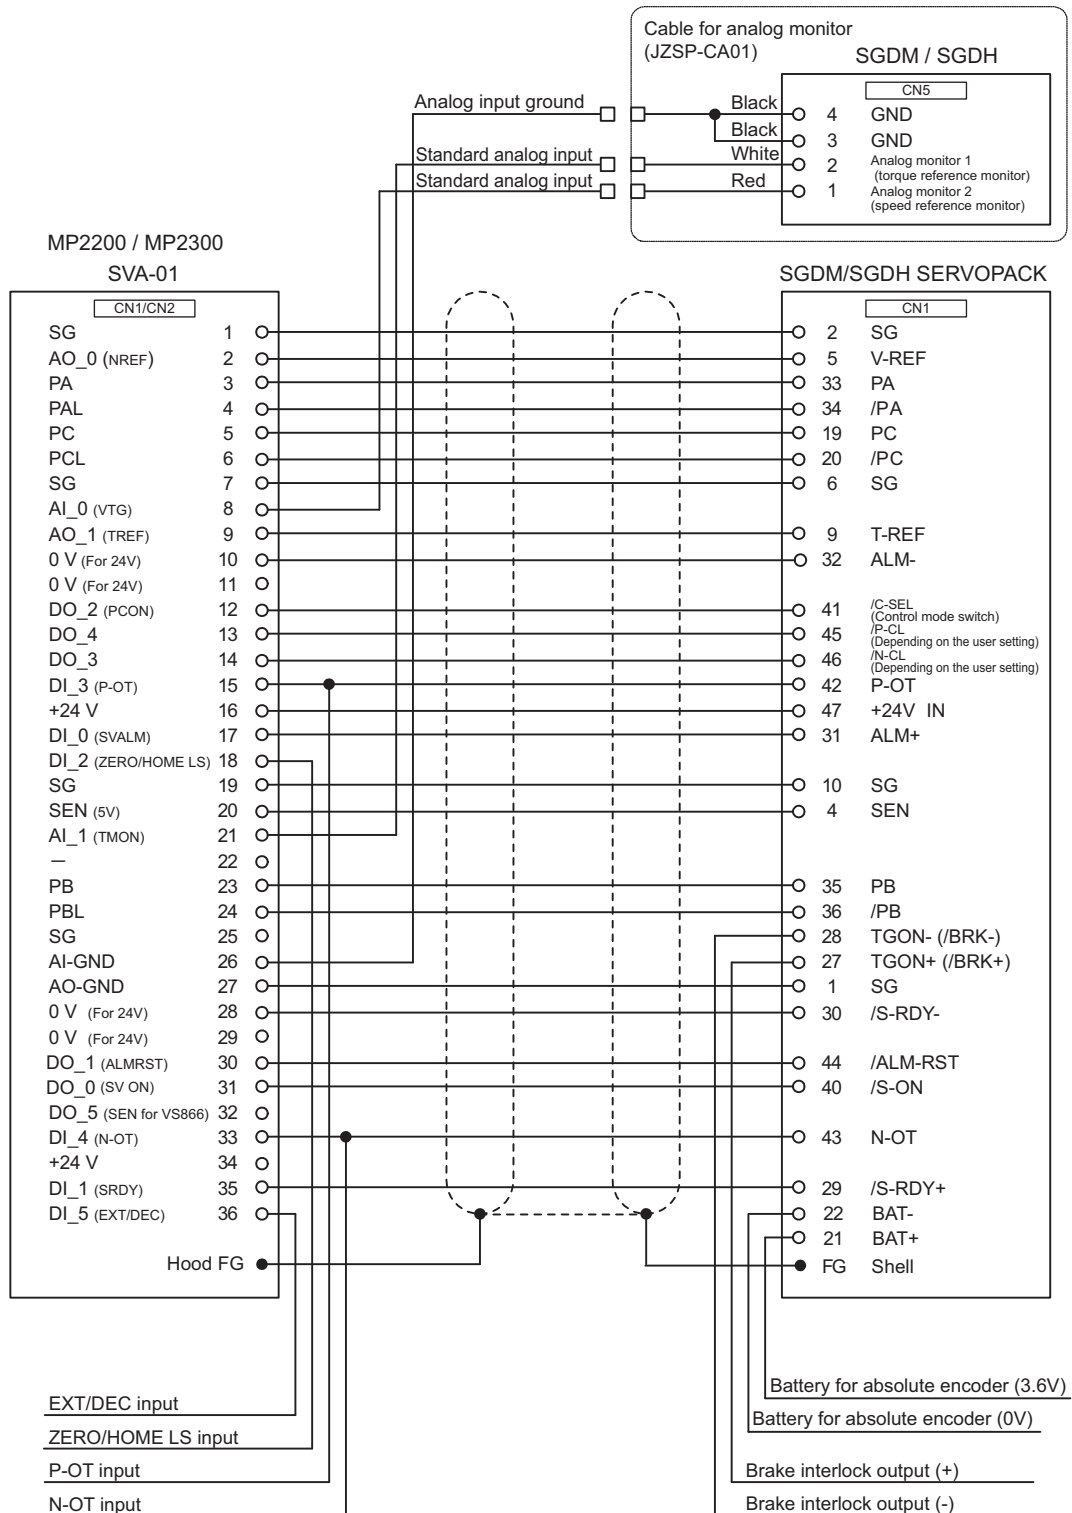 Cable for analog monitor
(JZSP-CA01)
SGDM / SGDH
CN5
Analog input ground
Black 4 GND
Black 3 GND
Standard analog input White 2 Analog monitor 1
(torque reference monitor)
Standard analog input Red 1 Analog monitor 2
(speed reference monitor)
MP2200 / MP2300
SVA-01
SGDM/SGDH SERVOPACK
CN1/CN2
CN1
SG 1 2 SG
AO_0 (NREF) 2 5 V-REF
PA 3 33 PA
PAL 4 34 /PA
PC 5 19 PC
PCL 6 20 /PC
SG 7 6 SG
AI_0 (VTG) 8
AO_1 (TREF) 9 9 T-REF
0 V (For 24V) 10 32 ALM-
0 V (For 24V) 11
DO_2 (PCON) 12 41 /C-SEL
(Control mode switch)
DO_4 13 45 /P-CL
(Depending on the user setting)
DO_3 14 46 /N-CL
(Depending on the user setting)
DI_3 (P-OT) 15 42 P-OT
+24 V 16 47 +24V IN
DI_0 (SVALM) 17 31 ALM+
DI_2 (ZERO/HOME LS) 18
SG 19 10 SG
SEN (5V) 20 4 SEN
AI_1 (TMON) 21
— 22
PB 23 35 PB
PBL 24 36 /PB
SG 25 28 TGON- (/BRK-)
AI-GND 26 27 TGON+ (/BRK+)
AO-GND 27 1 SG
0 V (For 24V) 28 30 /S-RDY-
0 V (For 24V) 29
DO_1 (ALMRST) 30 44 /ALM-RST
DO_0 (SV ON) 31 40 /S-ON
DO_5 (SEN for VS866) 32
DI_4 (N-OT) 33 43 N-OT
+24 V 34
DI_1 (SRDY) 35 29 /S-RDY+
DI_5 (EXT/DEC) 36 22 BAT-
21 BAT+
Hood FG FG Shell
Battery for absolute encoder (3.6V)
EXT/DEC input
Battery for absolute encoder (0V)
ZERO/HOME LS input
P-OT input
Brake interlock output (+)
N-OT input
Brake interlock output (-)